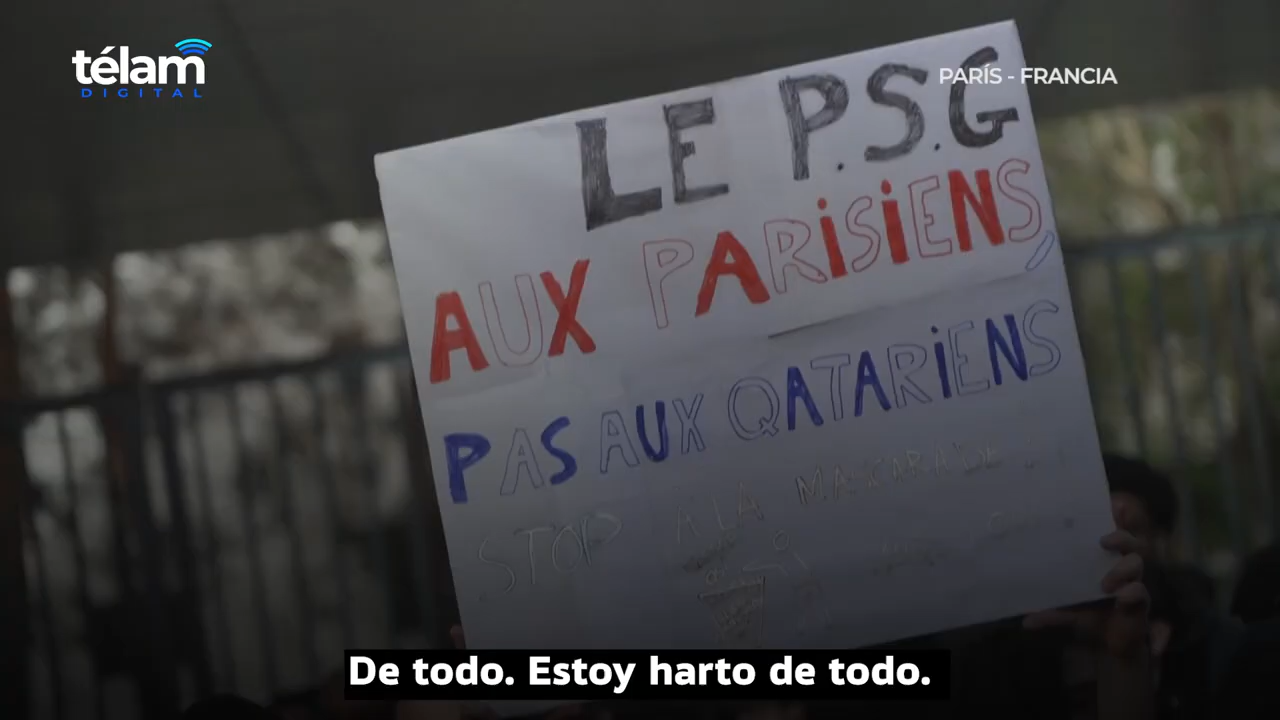 télam
DIGITAL
PARÍS - FRANCIA
LE P.S.G
AUX PARiSiENS,
PAS AUX QATARiENS
STOP À LA MASCARADE
De todo. Estoy harto de todo.